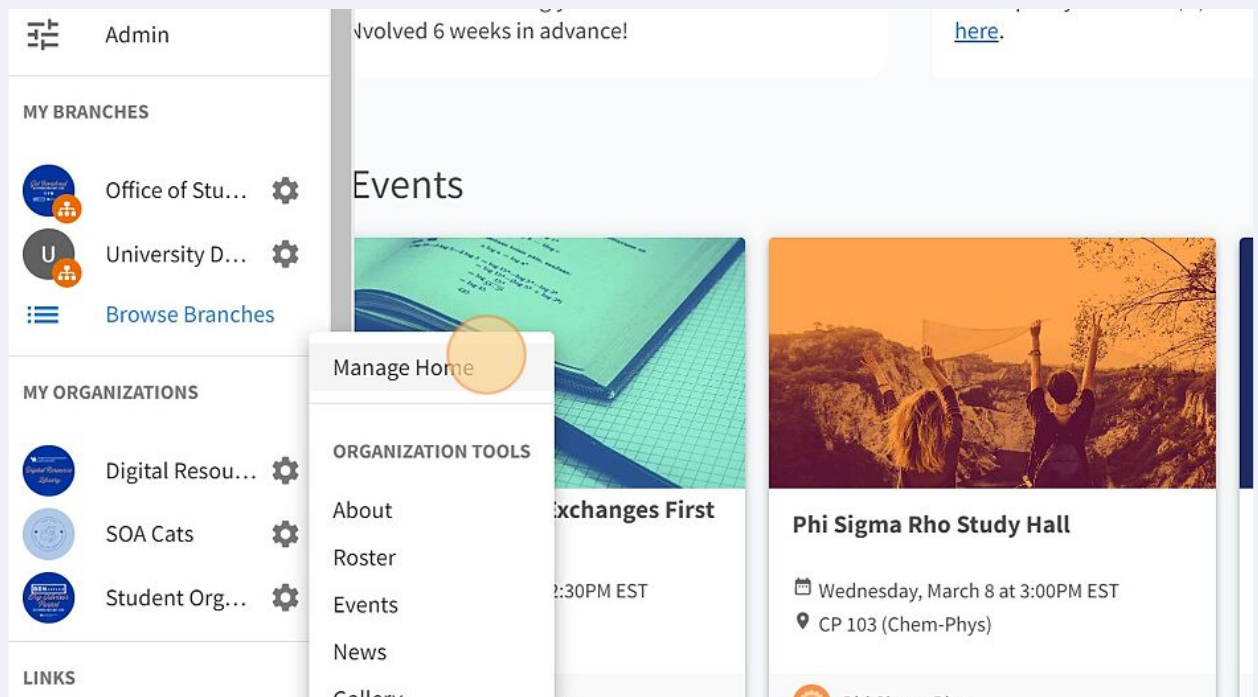 Admin
MY BRANCHES
Office of Stu...
U
University D...
Browse Branches
MY ORGANIZATIONS
Digital Resou...
SOA Cats
Student Org...
LINKS
Manage Home
ORGANIZATION TOOLS
About
Roster
Events
News
Gallery
Nvolved 6 weeks in advance!
here.
Events
Exchanges First
2:30PM EST
Phi Sigma Rho Study Hall
Wednesday, March 8 at 3:00PM EST
CP 103 (Chem-Phys)